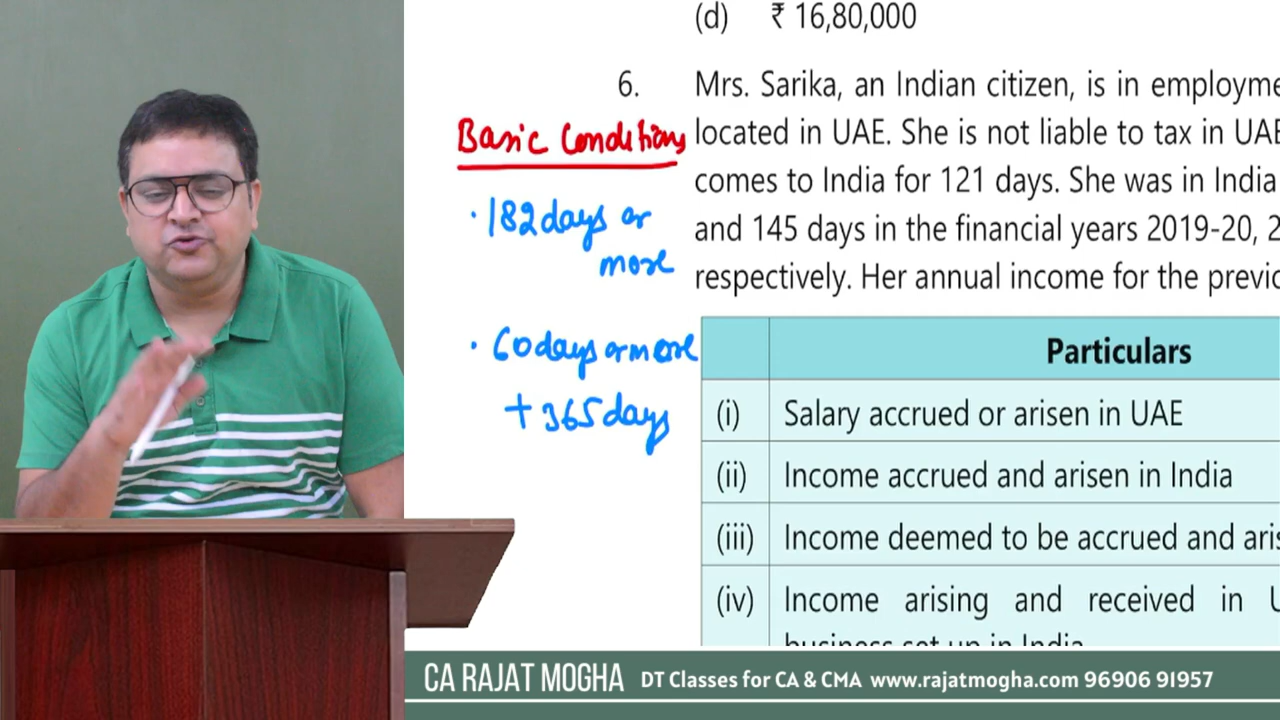 (d) ₹ 16,80,000
6. Mrs. Sarika, an Indian citizen, is in employme
located in UAE. She is not liable to tax in UAE
comes to India for 121 days. She was in India
and 145 days in the financial years 2019-20, 2
respectively. Her annual income for the previo
Basic Conditions
· 182 days or
more
· 60 days or more
+ 365 days
Particulars
(i) Salary accrued or arisen in UAE
(ii) Income accrued and arisen in India
(iii) Income deemed to be accrued and aris
(iv) Income arising and received in U
business set up in India
CA RAJAT MOGHA DT Classes for CA & CMA www.rajatmogha.com 96906 91957